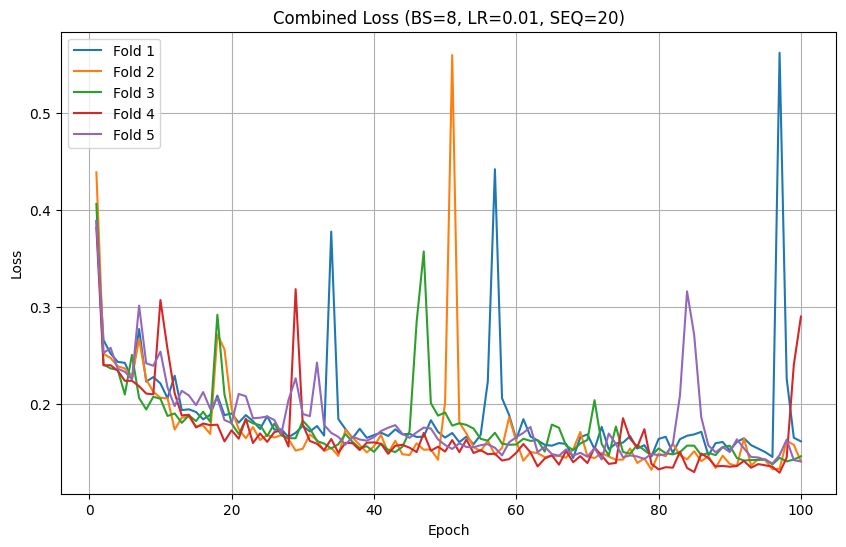 Combined Loss (BS=8, LR=0.01, SEQ=20)
Fold 1
Fold 2
Fold 3
Fold 4
Fold 5
Loss
0.5
0.4
0.3
0.2
0 20 40 60 80 100
Epoch